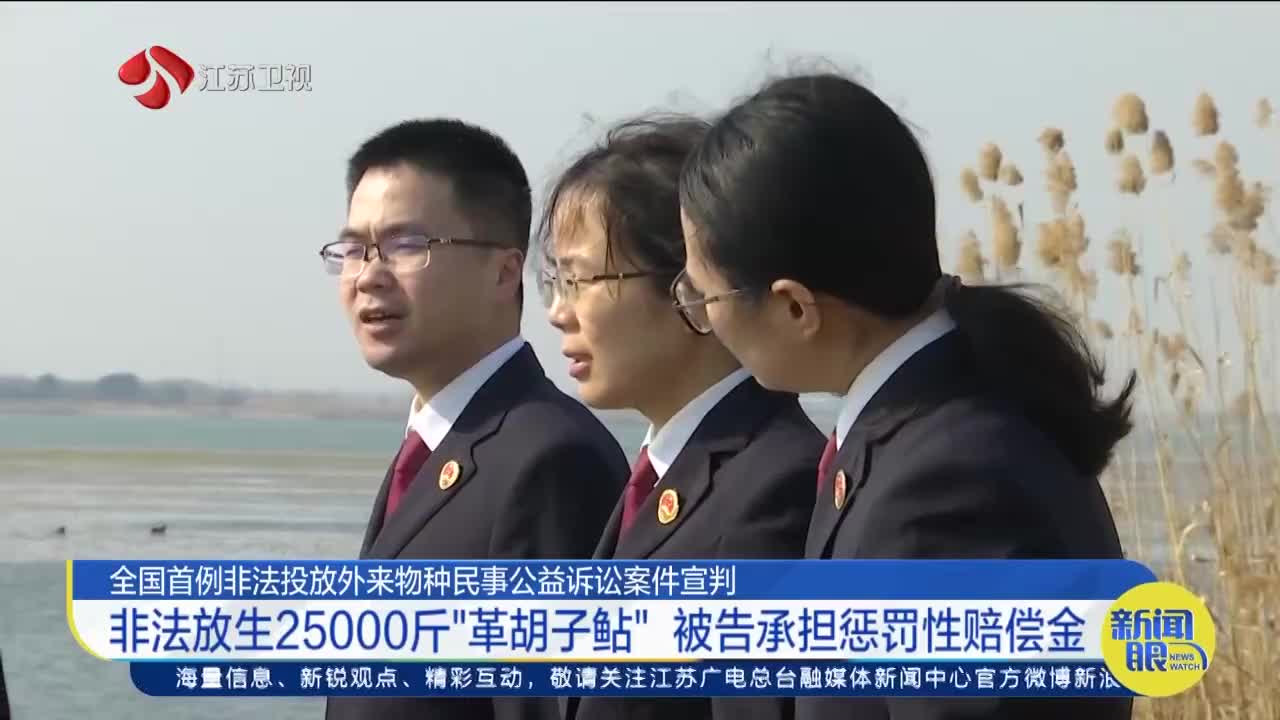 江苏卫视
全国首例非法投放外来物种民事公益诉讼案件宣判
非法放生25000斤"革胡子鲇" 被告承担惩罚性赔偿金
新闻眼
NEWS WATCH
海量信息、新锐观点、精彩互动，敬请关注江苏广电总台融媒体新闻中心官方微博新浪